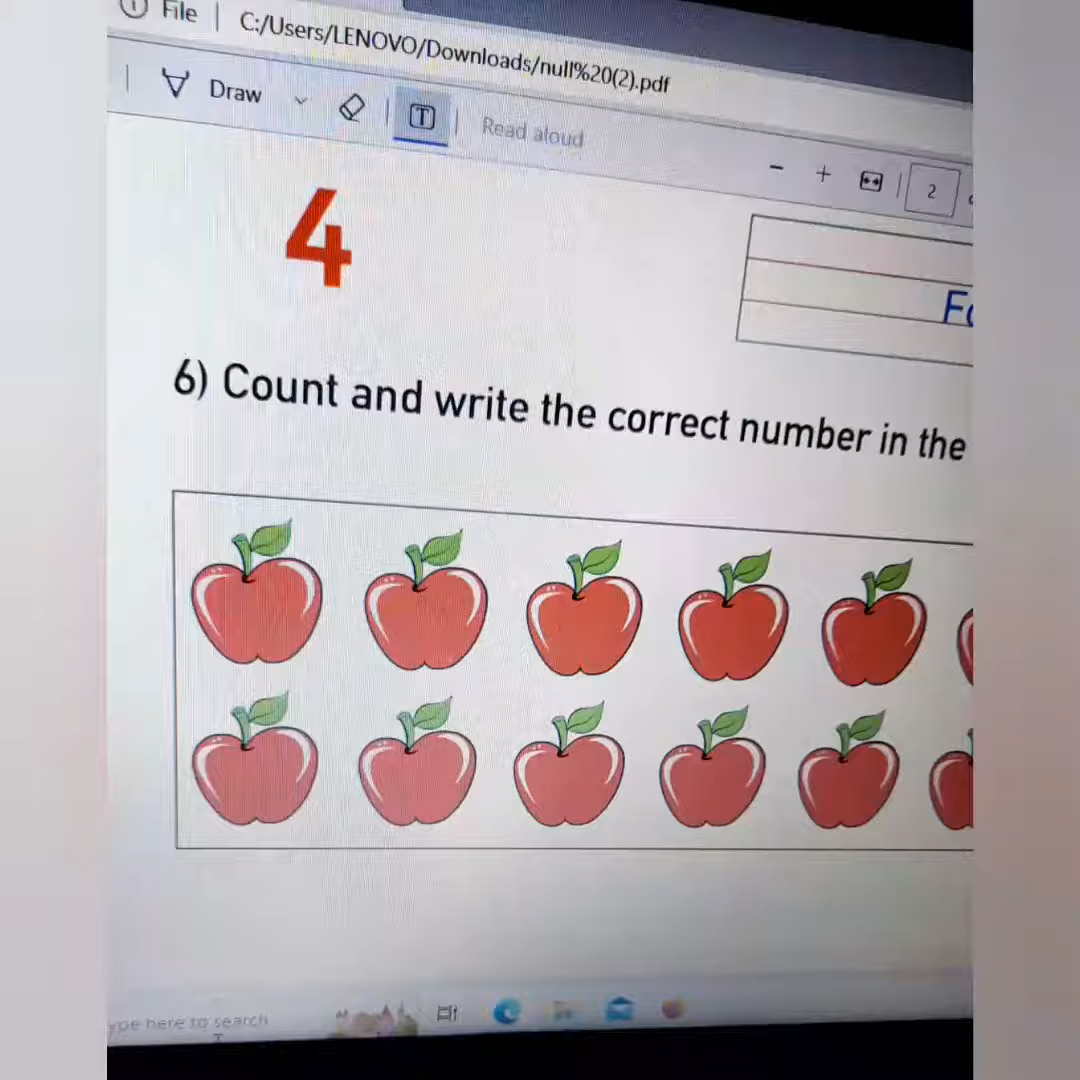 File | C:/Users/LENOVO/Downloads/null%20(2).pdf
Draw
T
Read aloud
2
4
6) Count and write the correct number in the
ype here to search